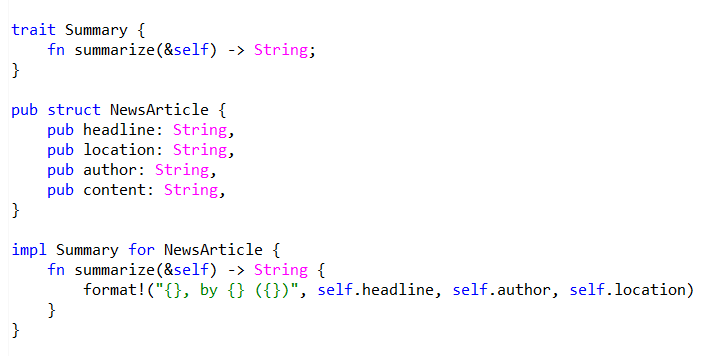 trait Summary {
    fn summarize(&self) -> String;
}

pub struct NewsArticle {
    pub headline: String,
    pub location: String,
    pub author: String,
    pub content: String,
}

impl Summary for NewsArticle {
    fn summarize(&self) -> String {
        format!("{}, by {} ({})", self.headline, self.author, self.location)
    }
}